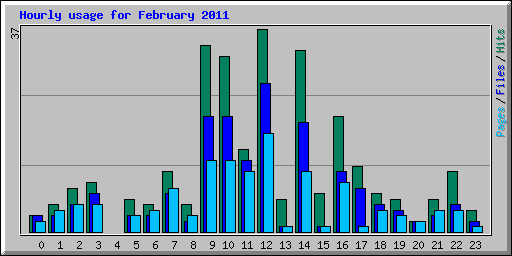 Hourly usage for February 2011
37
Pages / Files / Hits
0 1 2 3 4 5 6 7 8 9 10 11 12 13 14 15 16 17 18 19 20 21 22 23